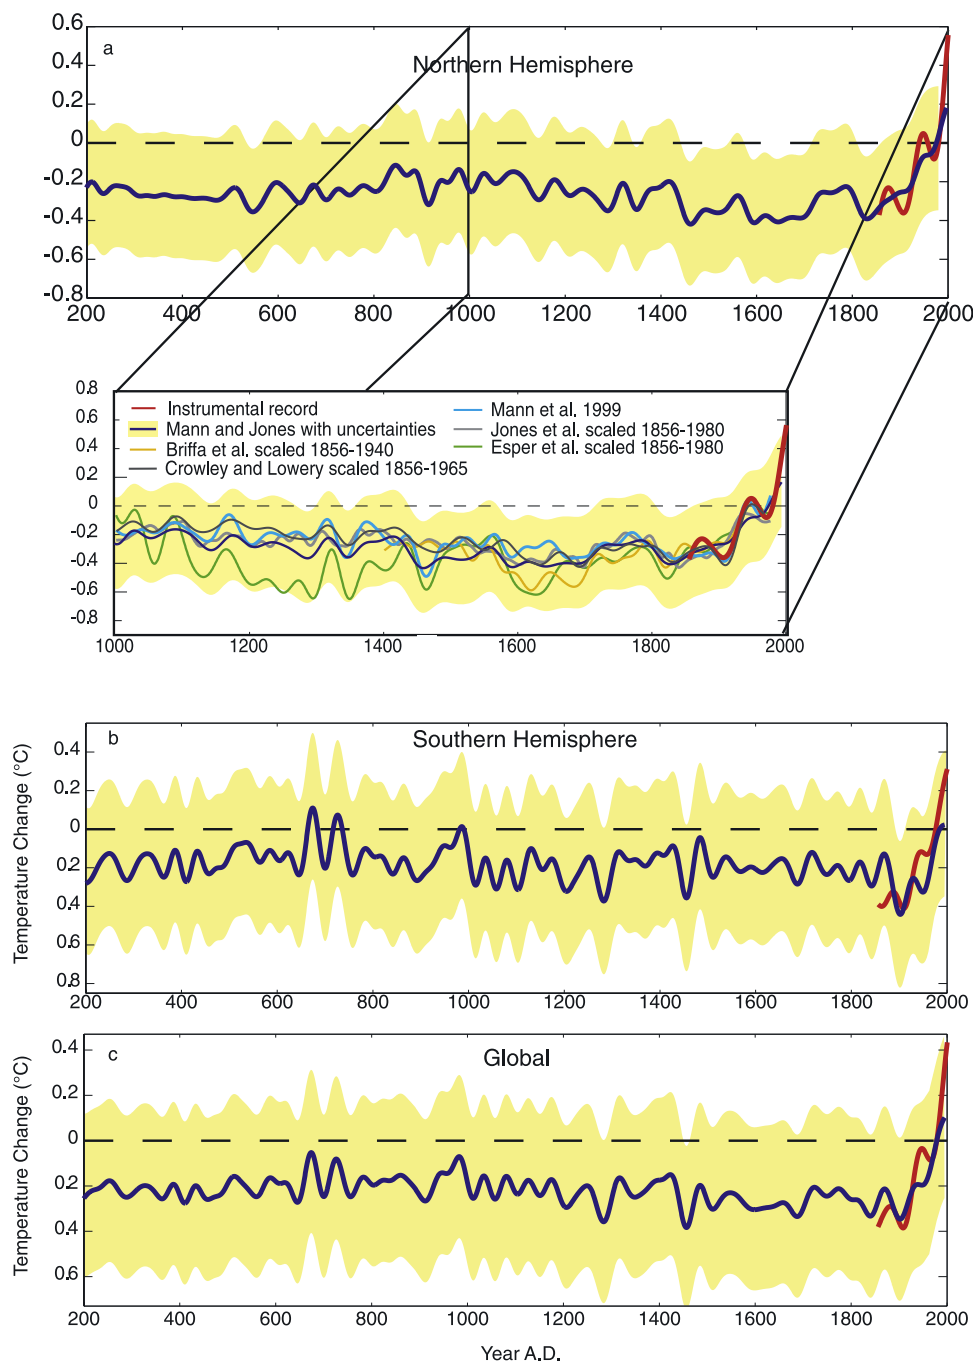 a
Northern Hemisphere
0.6
0.4
0.2
0
-0.2
-0.4
-0.6
-0.8
200 400 600 800 1000 1200 1400 1600 1800 2000
0.8
0.6
0.4
0.2
0
-0.2
-0.4
-0.6
-0.8
Instrumental record
Mann and Jones with uncertainties
Briffa et al. scaled 1856-1940
Crowley and Lowery scaled 1856-1965
Mann et al. 1999
Jones et al. scaled 1856-1980
Esper et al. scaled 1856-1980
1000 1200 1400 1600 1800 2000
b
Southern Hemisphere
Temperature Change (°C)
0.4
0.2
0
0.2
0.4
0.6
0.8
200 400 600 800 1000 1200 1400 1600 1800 2000
c
Global
Temperature Change (°C)
0.4
0.2
0
0.2
0.4
0.6
200 400 600 800 1000 1200 1400 1600 1800 2000
Year A.D.